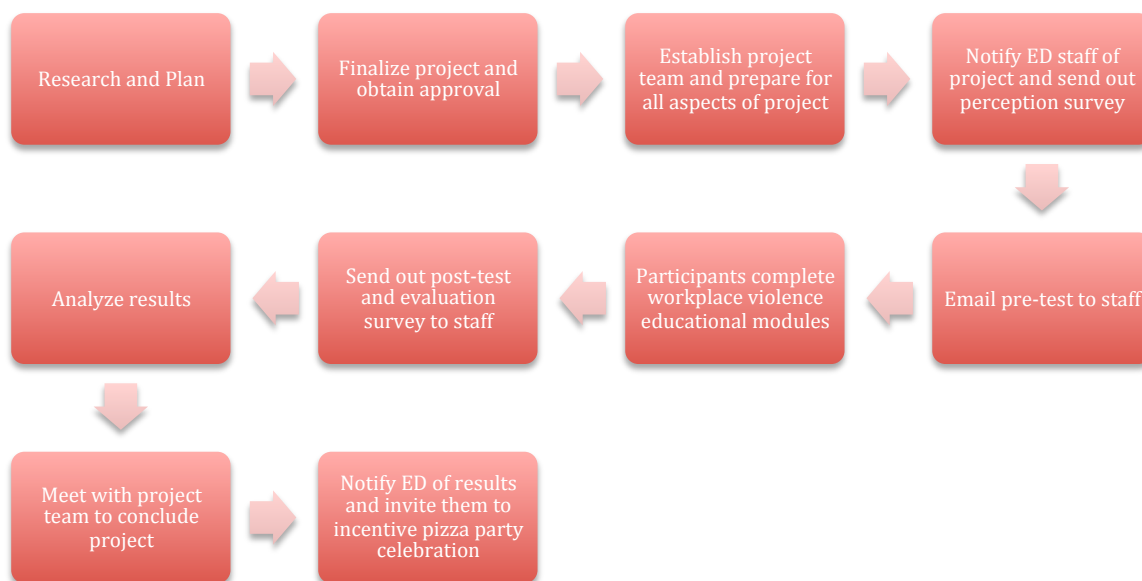 Research and Plan
Finalize project and
obtain approval
Establish project
team and prepare for
all aspects of project
Notify ED staff of
project and send out
perception survey
Email pre-test to staff
Participants complete
workplace violence
educational modules
Send out post-test
and evaluation
survey to staff
Analyze results
Meet with project
team to conclude
project
Notify ED of results
and invite them to
incentive pizza party
celebration